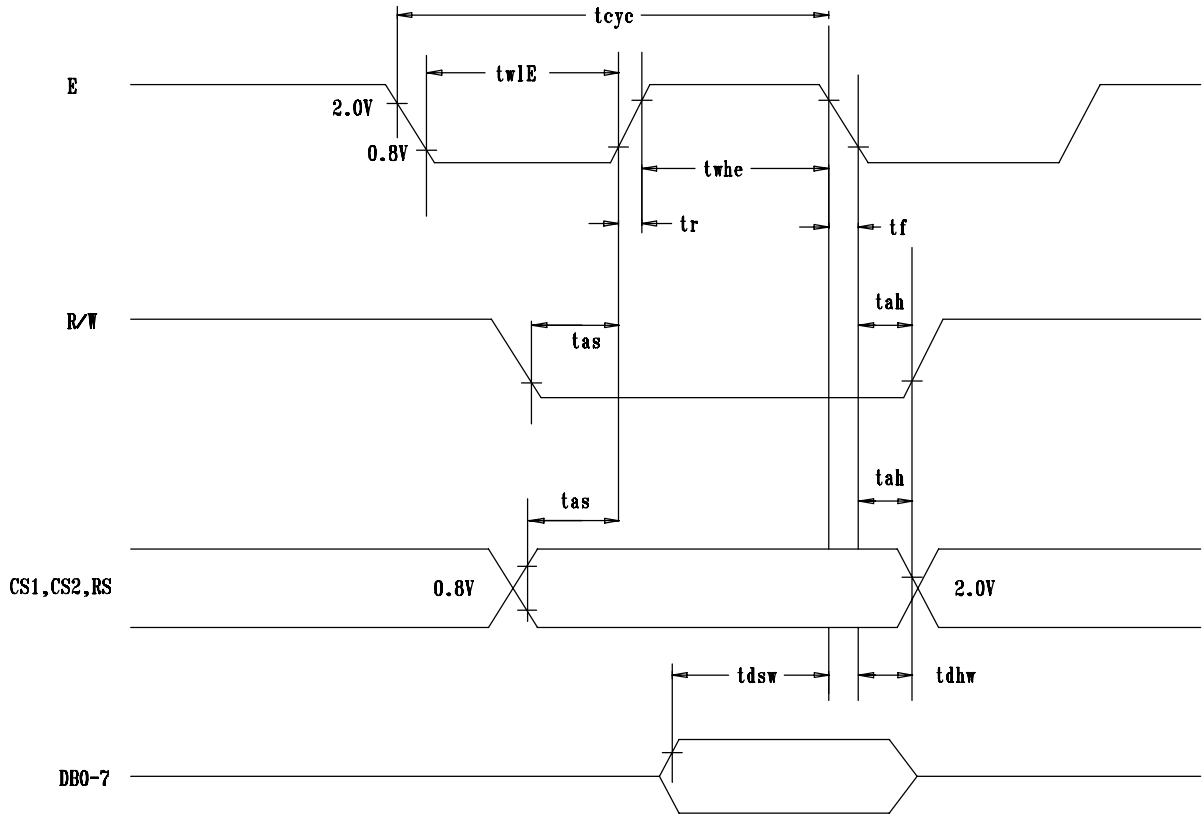 tcyc
twlE
E
2.0V
0.8V
twhe
tr
tf
R/W
tah
tas
tah
tas
CS1,CS2,RS
0.8V
2.0V
tdsw
tdhw
DB0-7